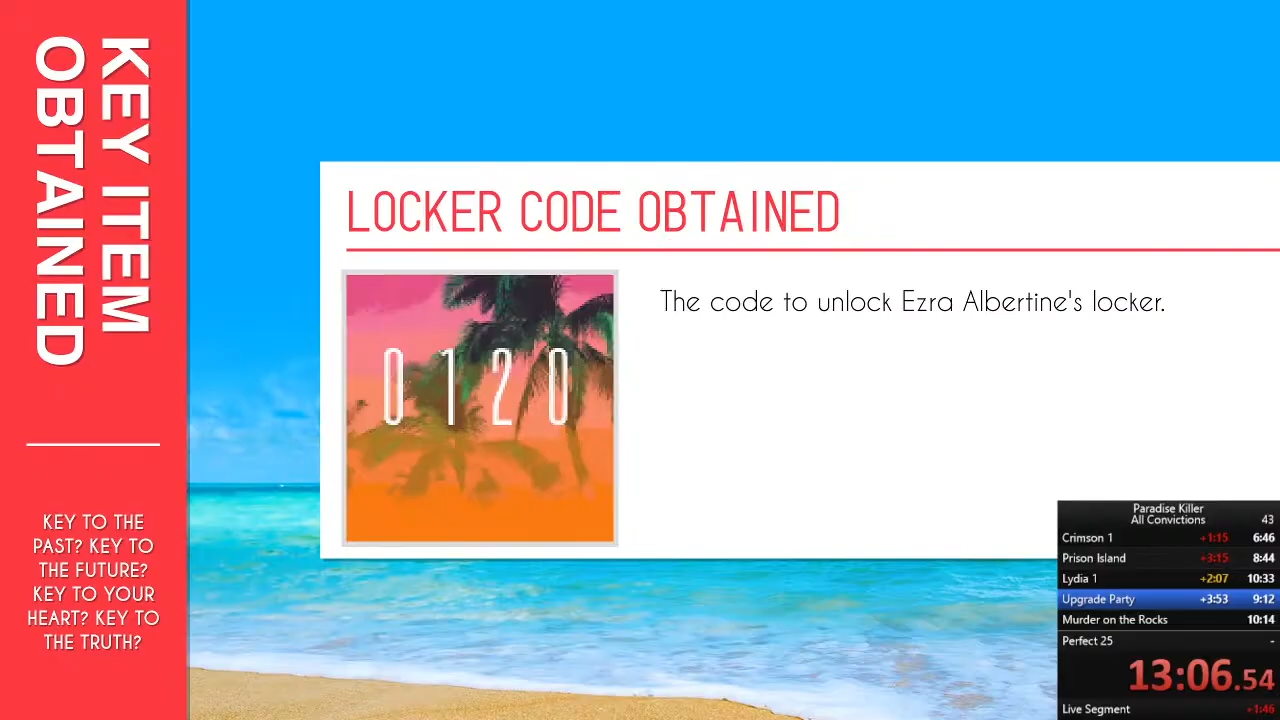 KEY ITEM
OBTAINED
KEY TO THE
PAST? KEY TO
THE FUTURE?
KEY TO YOUR
HEART? KEY TO
THE TRUTH?
LOCKER CODE OBTAINED
0120
The code to unlock Ezra Albertine's locker.
Paradise Killer
All Convictions 43
Crimson 1 +1:15 6:46
Prison Island +3:15 8:44
Lydia 1 +2:07 10:33
Upgrade Party +3:53 9:12
Murder on the Rocks 10:14
Perfect 25 -
13:06.54
Live Segment +1:46